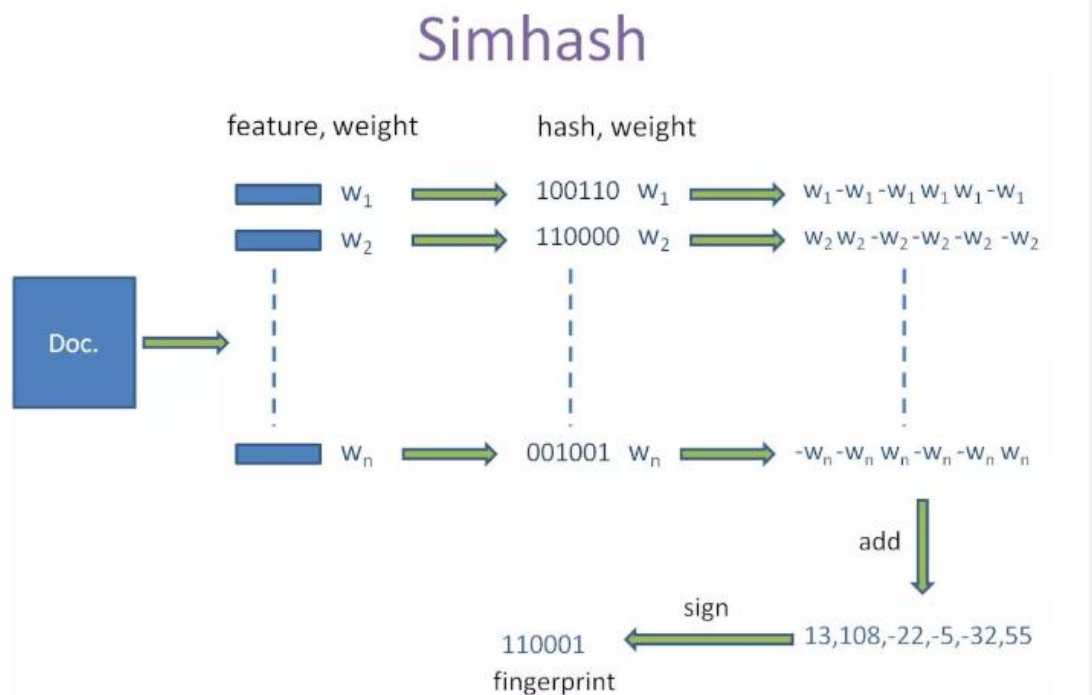 Simhash
feature, weight hash, weight
w₁ 100110 w₁ w₁ -w₁ -w₁ w₁ w₁ -w₁
w₂ 110000 w₂ w₂ w₂ -w₂ -w₂ -w₂ -w₂
Doc.
wₙ 001001 wₙ -wₙ -wₙ wₙ -wₙ -wₙ wₙ
add
sign
13,108,-22,-5,-32,55
110001
fingerprint